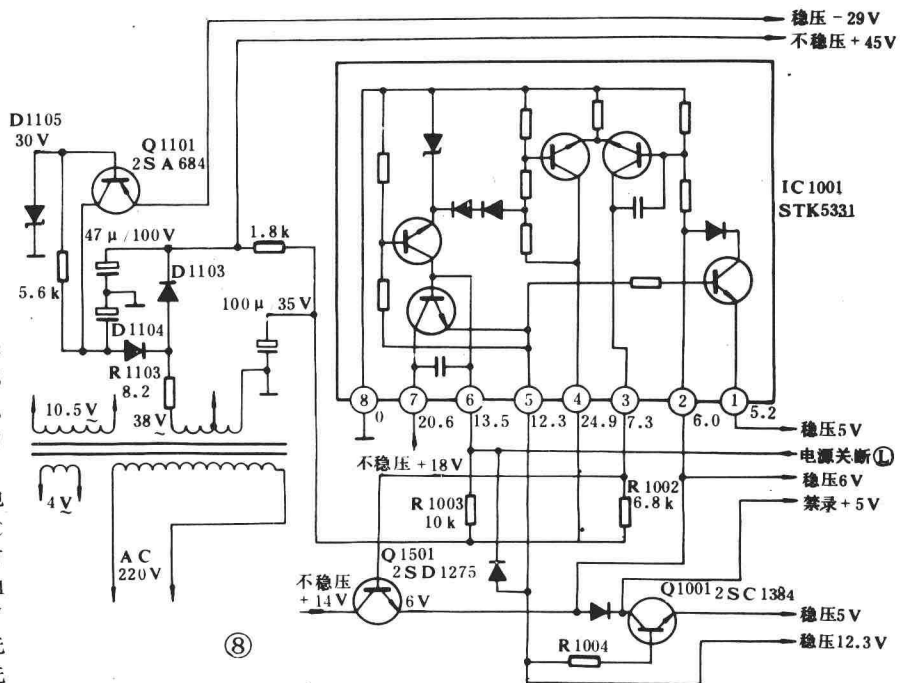 稳压-29V
不稳压+45V
D1105
30V
Q1101
2SA684
IC1001
STK5331
47μ/100V
1.8k
D1103
5.6k
100μ/35V
D1104
R1103
8.2
10.5V
38V
4V
AC
220V
⑧ ⑦ ⑥ ⑤ ④ ③ ② ①
0 20.6 13.5 12.3 24.9 7.3 6.0 5.2
稳压5V
不稳压+18V
电源关断Ⓛ
稳压6V
禁录+5V
R1003
10k
R1002
6.8k
Q1501
2SD1275
不稳压
+14V
6V
Q1001 2SC1384
稳压5V
R1004
稳压12.3V
⑧